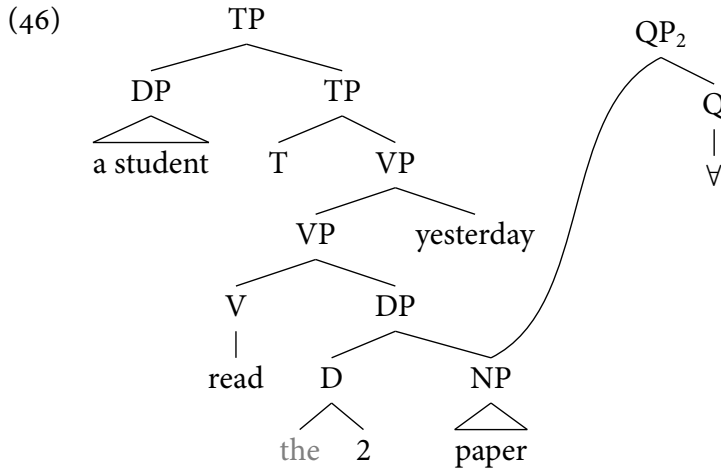 (46) TP QP₂
DP TP Q
a student T VP ∀
VP yesterday
V DP
read D NP
the 2 paper